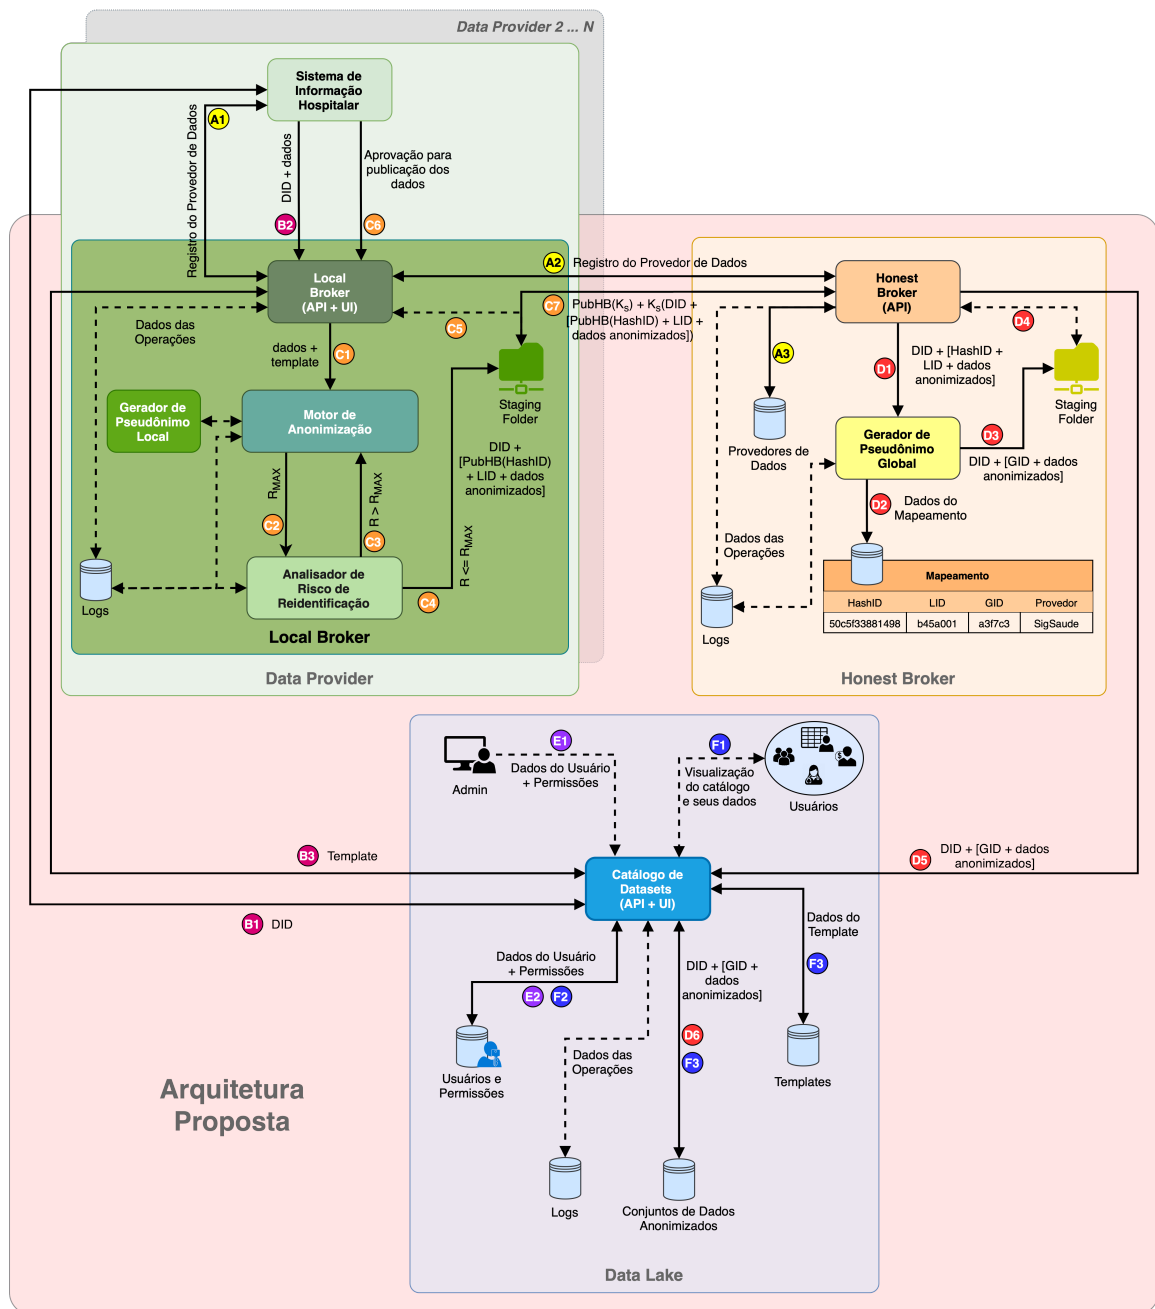 Data Provider 2 ... N
Sistema de
Informação
Hospitalar
A1
Registro do Provedor de Dados
DID + dados
Aprovação para
publicação dos
dados
B2
C6
Local
Broker
(API + UI)
A2
Registro do Provedor de Dados
C7
PubHB(Ks) + Ks(DID +
[PubHB(HashID) + LID +
dados anonimizados])
C5
Dados das
Operações
dados +
template
C1
Staging
Folder
Gerador de
Pseudônimo
Local
Motor de
Anonimização
DID +
[PubHB(HashID)
+ LID + dados
anonimizados]
RMAX
C2
R > RMAX
C3
R <= RMAX
C4
Analisador de
Risco de
Reidentificação
Logs
Local Broker
Data Provider
Honest
Broker
(API)
D4
A3
D1
DID + [HashID
+ LID + dados
anonimizados]
Staging
Folder
Provedores de
Dados
Gerador de
Pseudônimo
Global
D3
DID + [GID + dados
anonimizados]
D2
Dados do
Mapeamento
Dados das
Operações
Logs
Mapeamento
HashID LID GID Provedor
50c5f33881498 b45a001 a3f7c3 SigSaude
Honest Broker
Admin
E1
Dados do Usuário
+ Permissões
F1
Visualização
do catálogo
e seus dados
Usuários
B3
Template
D5
DID + [GID + dados
anonimizados]
Catálogo de
Datasets
(API + UI)
B1
DID
Dados do Usuário
+ Permissões
E2
F2
DID + [GID +
dados
anonimizados]
Dados do
Template
F3
D6
F3
Dados das
Operações
Usuários e
Permissões
Templates
Logs
Conjuntos de Dados
Anonimizados
Data Lake
Arquitetura
Proposta